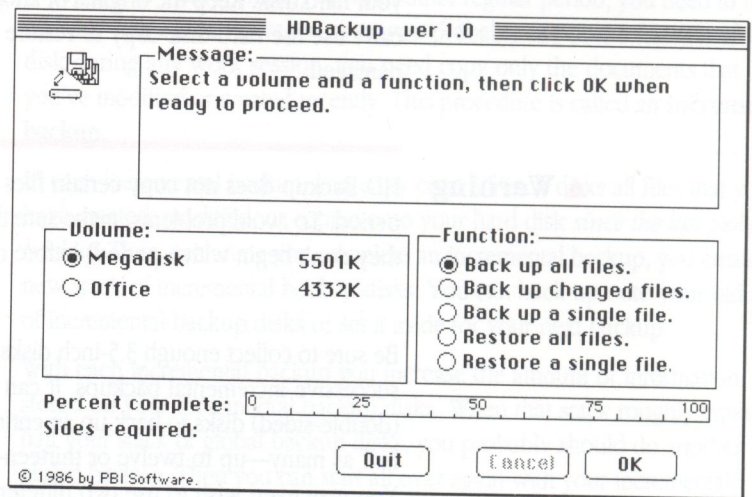 HDBackup ver 1.0
Message:
Select a volume and a function, then click OK when
ready to proceed.
Volume:
Megadisk 5501K
Office 4332K
Function:
Back up all files.
Back up changed files.
Back up a single file.
Restore all files.
Restore a single file.
Percent complete: 0 25 50 75 100
Sides required:
Quit Cancel OK
© 1986 by PBI Software.